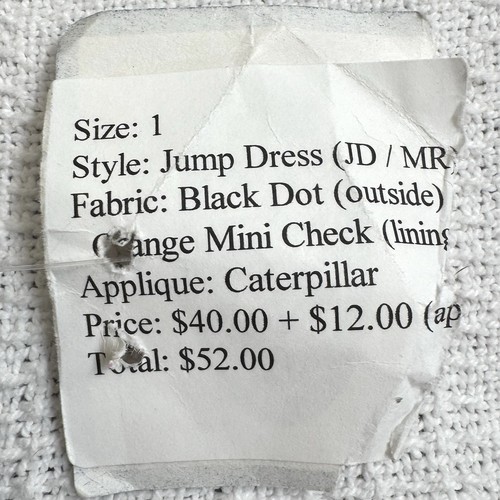 Size: 1
Style: Jump Dress (JD / MR)
Fabric: Black Dot (outside)
Orange Mini Check (lining
Applique: Caterpillar
Price: $40.00 + $12.00 (ap
Total: $52.00